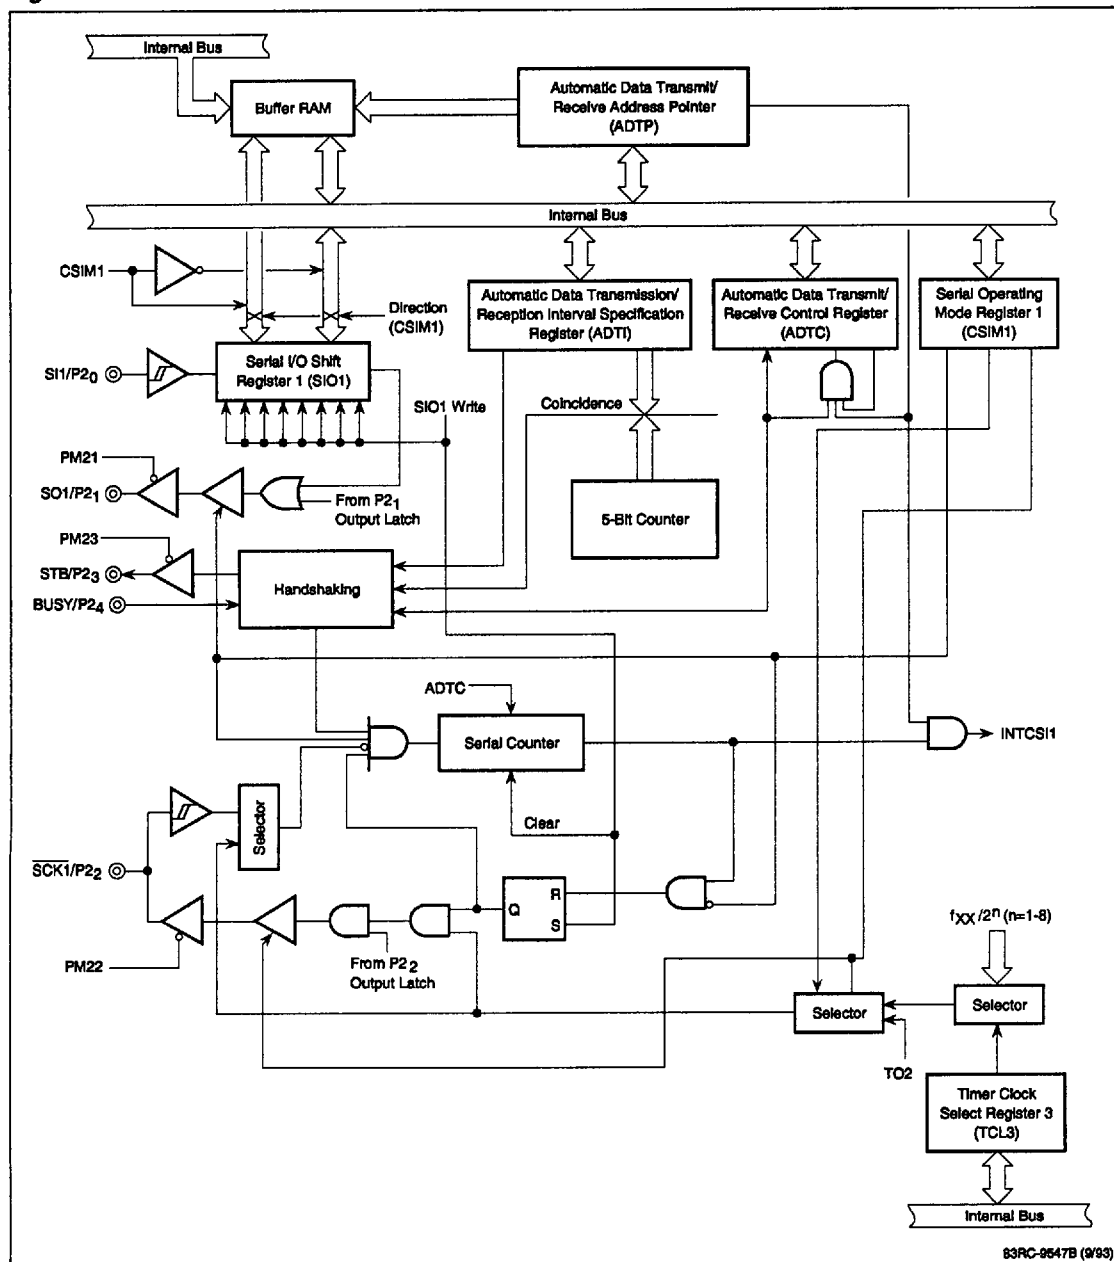 Internal Bus
Buffer RAM
Automatic Data Transmit/
Receive Address Pointer
(ADTP)
Internal Bus
CSIM1
Direction
(CSIM1)
Automatic Data Transmission/
Reception Interval Specification
Register (ADTI)
Automatic Data Transmit/
Receive Control Register
(ADTC)
Serial Operating
Mode Register 1
(CSIM1)
SI1/P20
Serial I/O Shift
Register 1 (SIO1)
SIO1 Write
Coincidence
PM21
SO1/P21
From P21
Output Latch
5-Bit Counter
PM23
STB/P23
BUSY/P24
Handshaking
ADTC
Serial Counter
INTCSI1
Selector
Clear
SCK1/P22
Q
R
S
fXX/2n (n=1-8)
PM22
From P22
Output Latch
Selector
Selector
TO2
Timer Clock
Select Register 3
(TCL3)
Internal Bus
83RC-9547B (9/93)